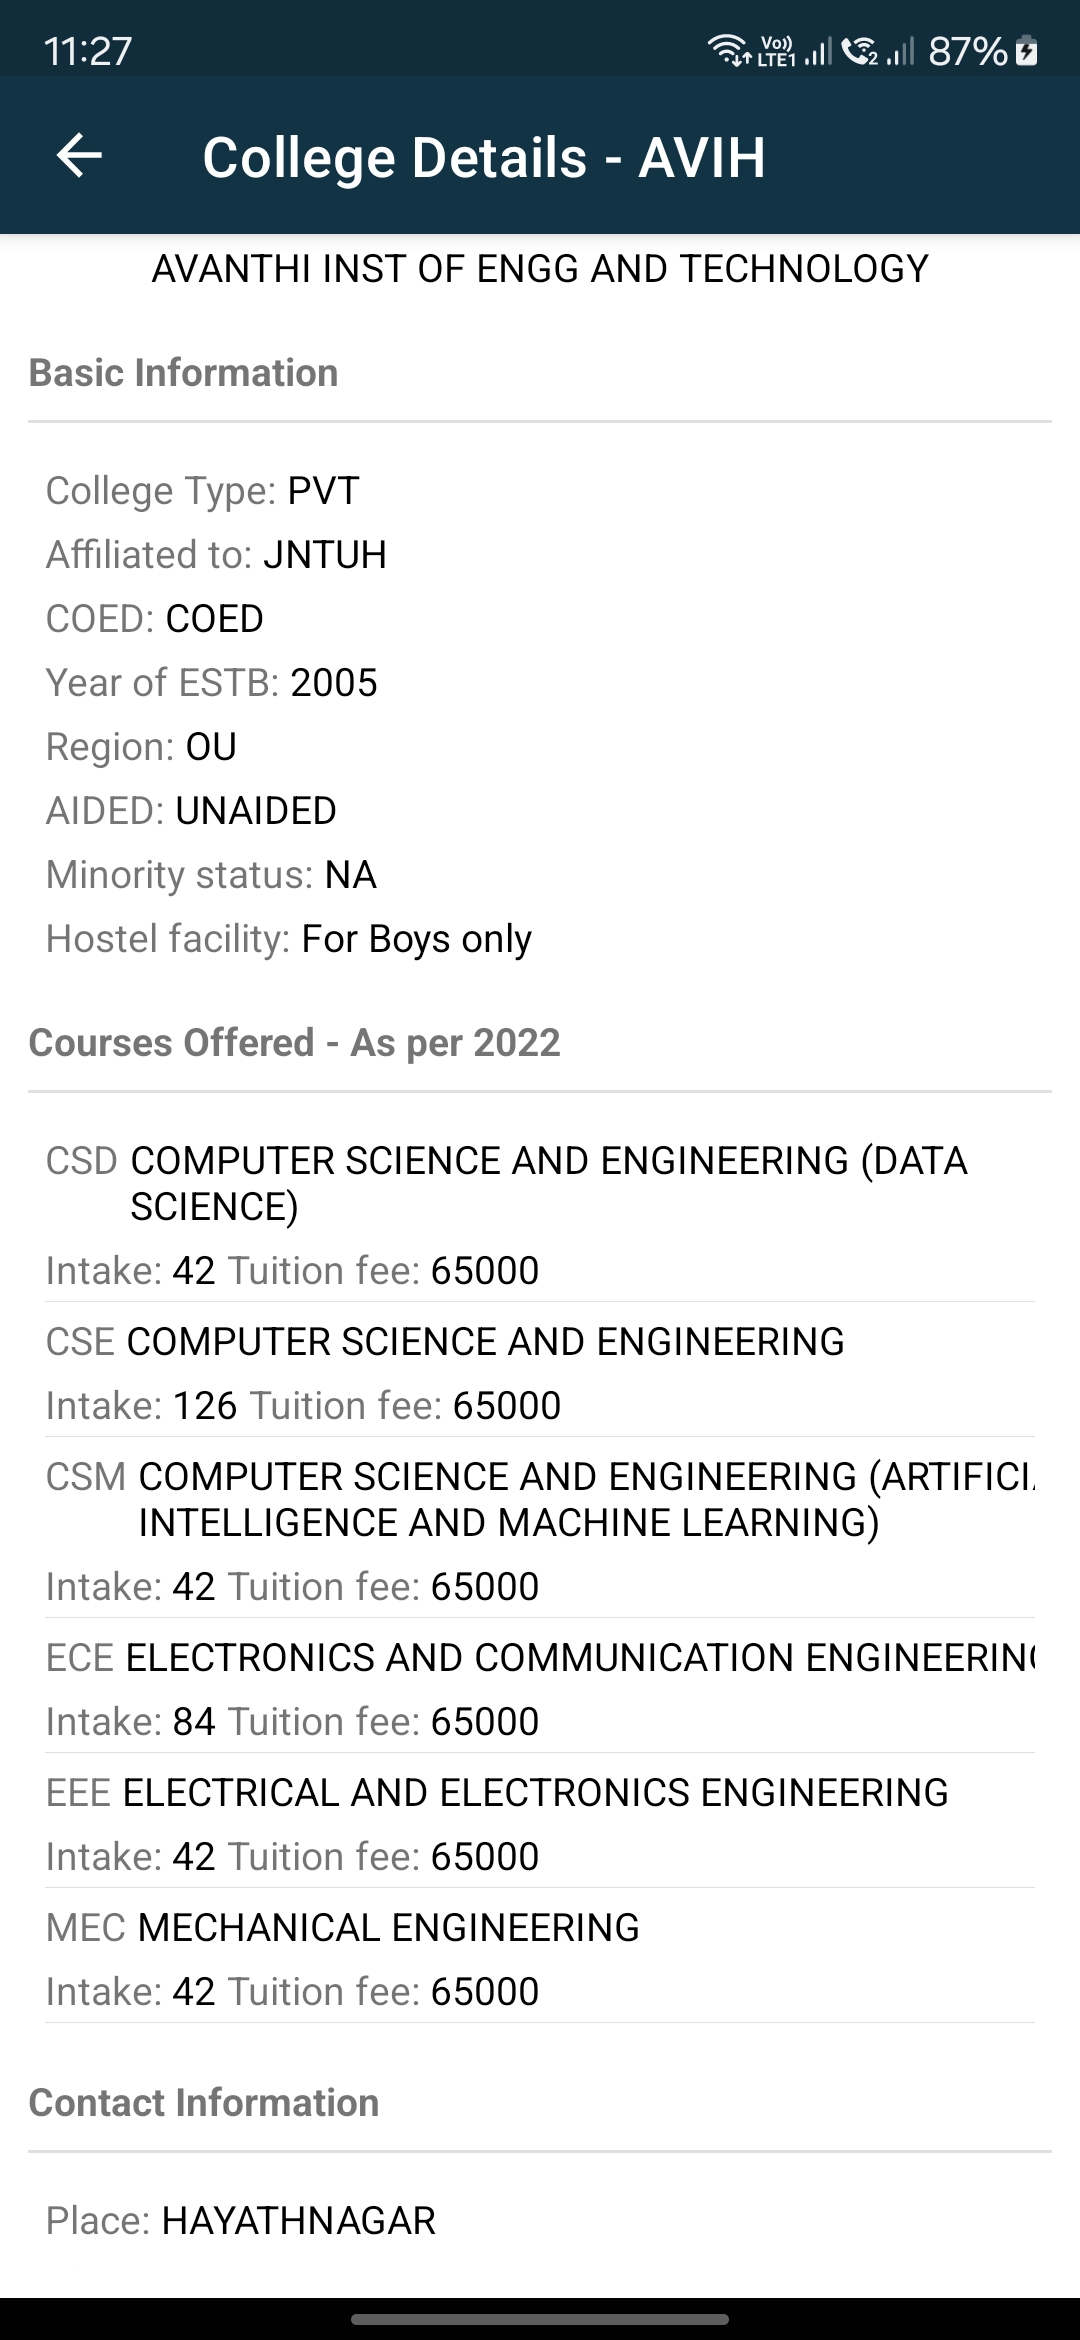 11:27 Vo)) LTE1 2 87%
College Details - AVIH
AVANTHI INST OF ENGG AND TECHNOLOGY
Basic Information
College Type: PVT
Affiliated to: JNTUH
COED: COED
Year of ESTB: 2005
Region: OU
AIDED: UNAIDED
Minority status: NA
Hostel facility: For Boys only
Courses Offered - As per 2022
CSD COMPUTER SCIENCE AND ENGINEERING (DATA
SCIENCE)
Intake: 42 Tuition fee: 65000
CSE COMPUTER SCIENCE AND ENGINEERING
Intake: 126 Tuition fee: 65000
CSM COMPUTER SCIENCE AND ENGINEERING (ARTIFICIA
INTELLIGENCE AND MACHINE LEARNING)
Intake: 42 Tuition fee: 65000
ECE ELECTRONICS AND COMMUNICATION ENGINEERING
Intake: 84 Tuition fee: 65000
EEE ELECTRICAL AND ELECTRONICS ENGINEERING
Intake: 42 Tuition fee: 65000
MEC MECHANICAL ENGINEERING
Intake: 42 Tuition fee: 65000
Contact Information
Place: HAYATHNAGAR